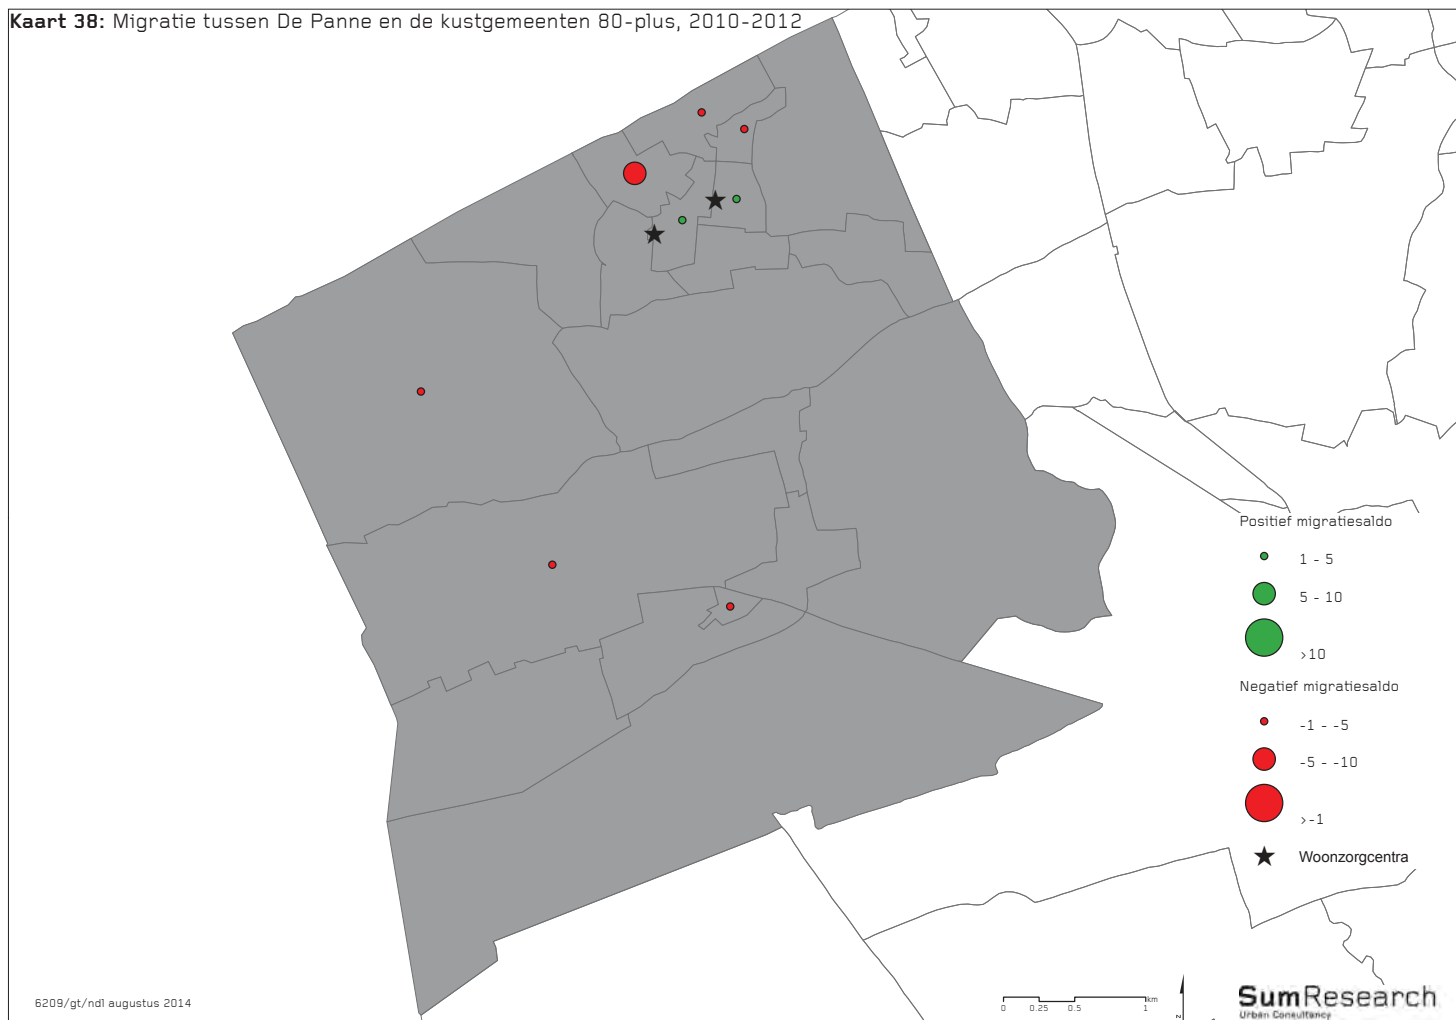 Kaart 38: Migratie tussen De Panne en de kustgemeenten 80-plus, 2010-2012
Positief migratiesaldo
1 - 5
5 - 10
>10
Negatief migratiesaldo
-1 - -5
-5 - -10
>-1
Woonzorgcentra
6209/gt/ndl augustus 2014
km
0 0.25 0.5 1
z
SumResearch
Urban Consultancy